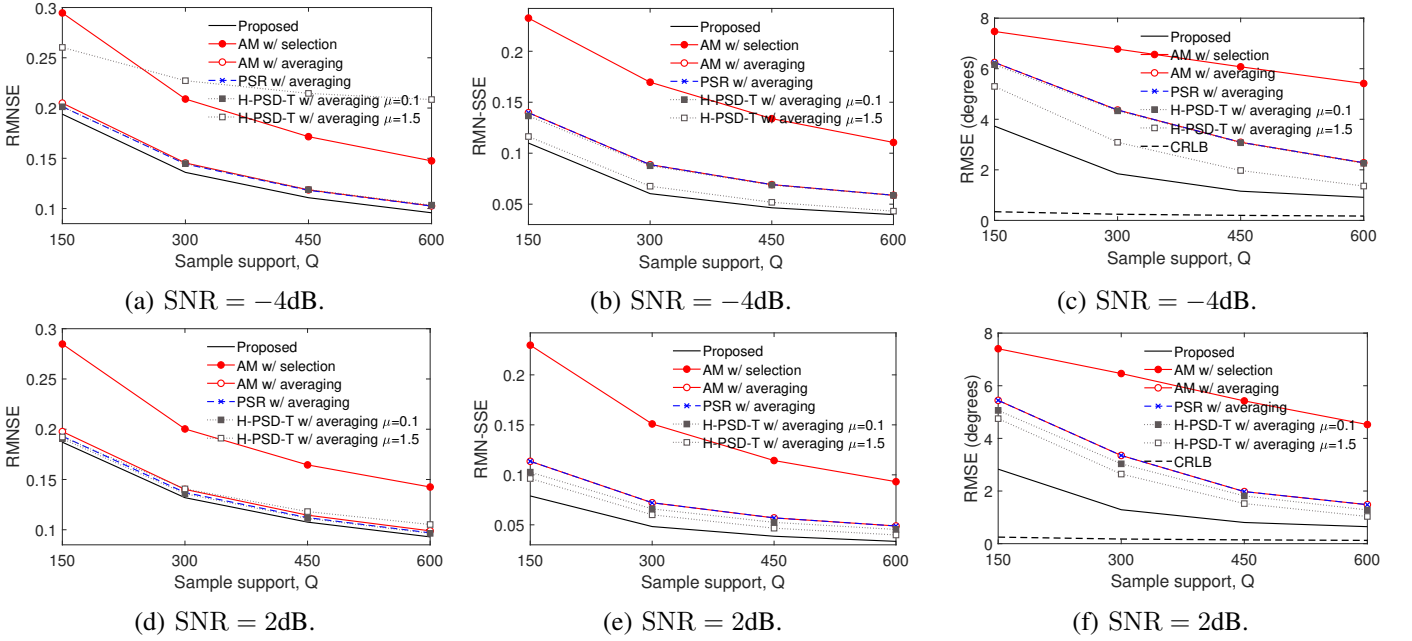 0.3
0.25
0.2
0.15
0.1
RMNSE
Proposed
AM w/ selection
AM w/ averaging
PSR w/ averaging
H-PSD-T w/ averaging μ=0.1
H-PSD-T w/ averaging μ=1.5
150 300 450 600
Sample support, Q
(a) SNR = −4dB.
0.2
0.15
0.1
0.05
RMN-SSE
Proposed
AM w/ selection
AM w/ averaging
PSR w/ averaging
H-PSD-T w/ averaging μ=0.1
H-PSD-T w/ averaging μ=1.5
150 300 450 600
Sample support, Q
(b) SNR = −4dB.
8
6
4
2
0
RMSE (degrees)
Proposed
AM w/ selection
AM w/ averaging
PSR w/ averaging
H-PSD-T w/ averaging μ=0.1
H-PSD-T w/ averaging μ=1.5
CRLB
150 300 450 600
Sample support, Q
(c) SNR = −4dB.
0.3
0.25
0.2
0.15
0.1
RMNSE
Proposed
AM w/ selection
AM w/ averaging
PSR w/ averaging
H-PSD-T w/ averaging μ=0.1
H-PSD-T w/ averaging μ=1.5
150 300 450 600
Sample support, Q
(d) SNR = 2dB.
0.2
0.15
0.1
0.05
RMN-SSE
Proposed
AM w/ selection
AM w/ averaging
PSR w/ averaging
H-PSD-T w/ averaging μ=0.1
H-PSD-T w/ averaging μ=1.5
150 300 450 600
Sample support, Q
(e) SNR = 2dB.
8
6
4
2
0
RMSE (degrees)
Proposed
AM w/ selection
AM w/ averaging
PSR w/ averaging
H-PSD-T w/ averaging μ=0.1
H-PSD-T w/ averaging μ=1.5
CRLB
150 300 450 600
Sample support, Q
(f) SNR = 2dB.